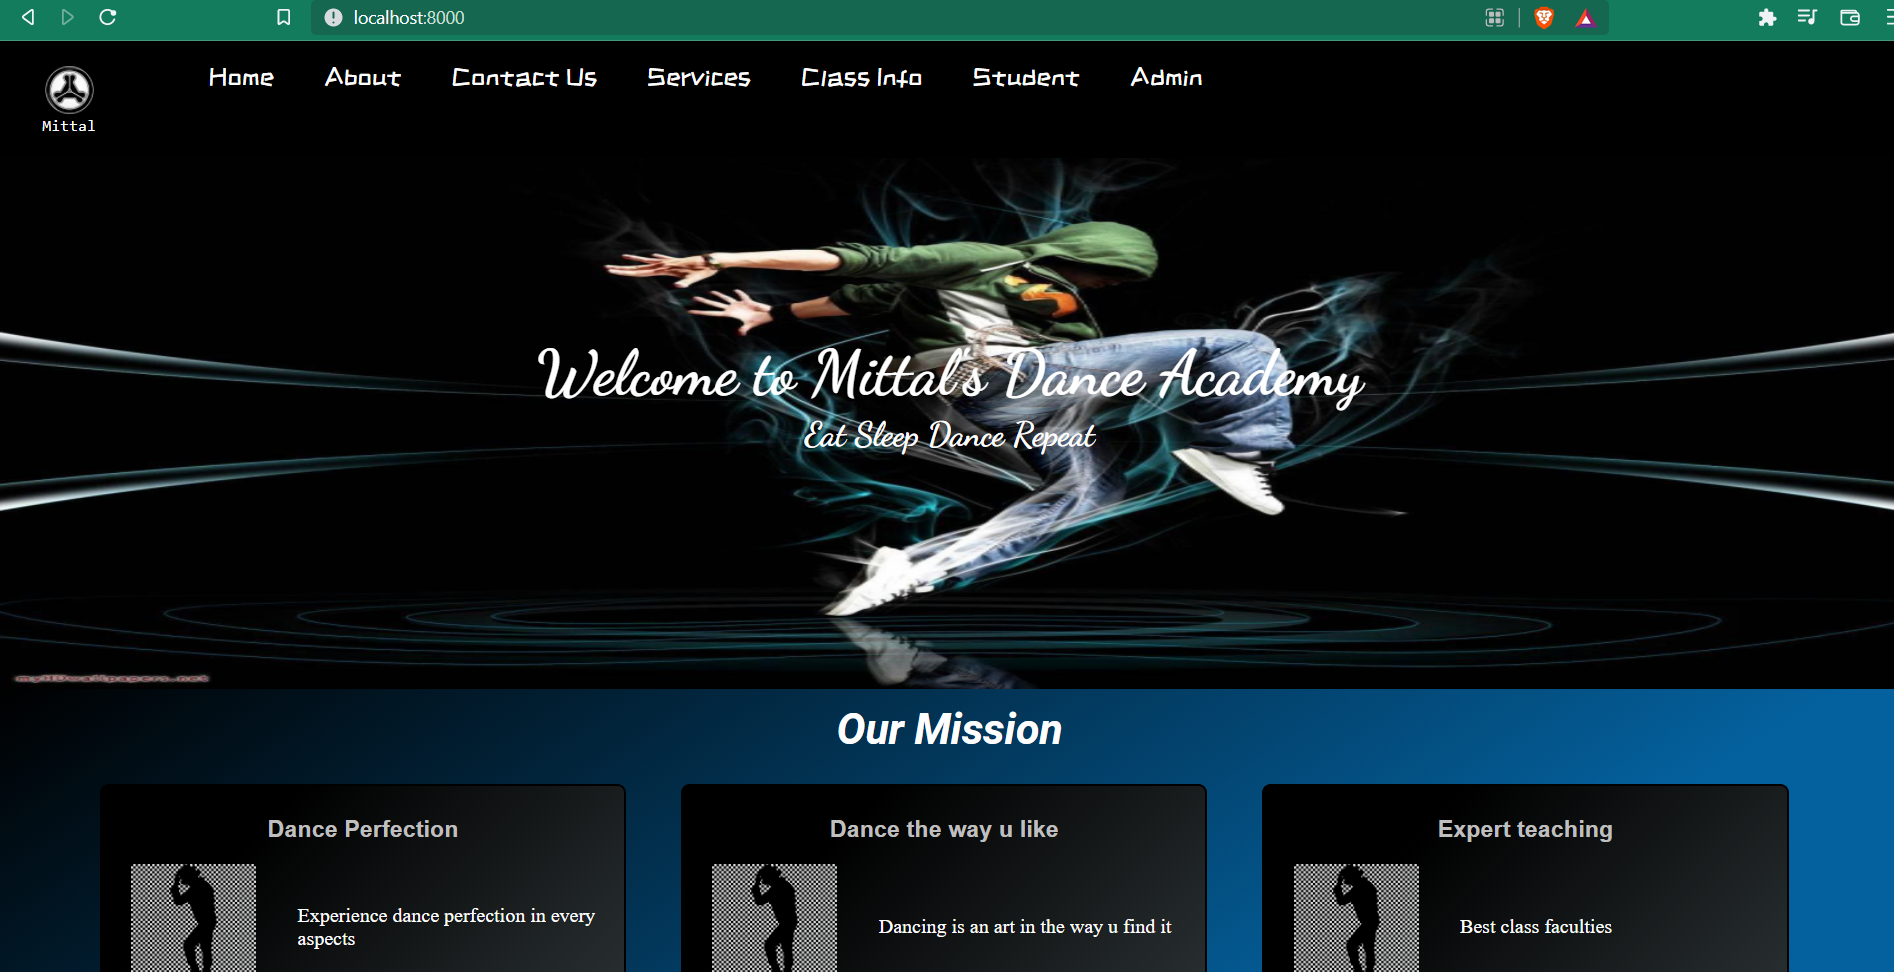 localhost:8000
Home About Contact Us Services Class Info Student Admin
Mittal
Welcome to Mittal's Dance Academy
Eat Sleep Dance Repeat
myHDwallpapers.net
Our Mission
Dance Perfection
Experience dance perfection in every
aspects
Dance the way u like
Dancing is an art in the way u find it
Expert teaching
Best class faculties